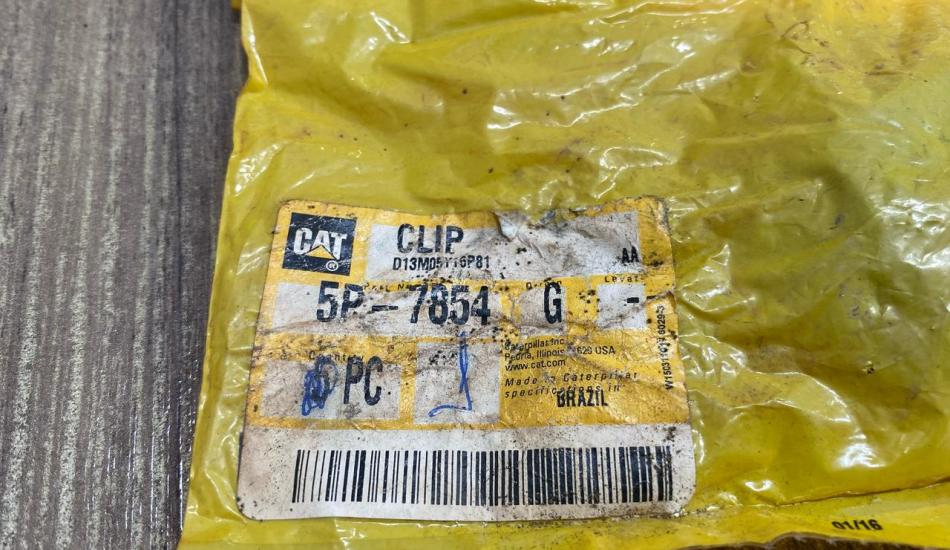 CAT
®
CLIP
D13M05Y16P81
AA
5P-7854 G -
PC
Caterpillar Inc.
Peoria, Illinois USA
www.cat.com
Made to Caterpillar
specifications in
BRAZIL
01/16